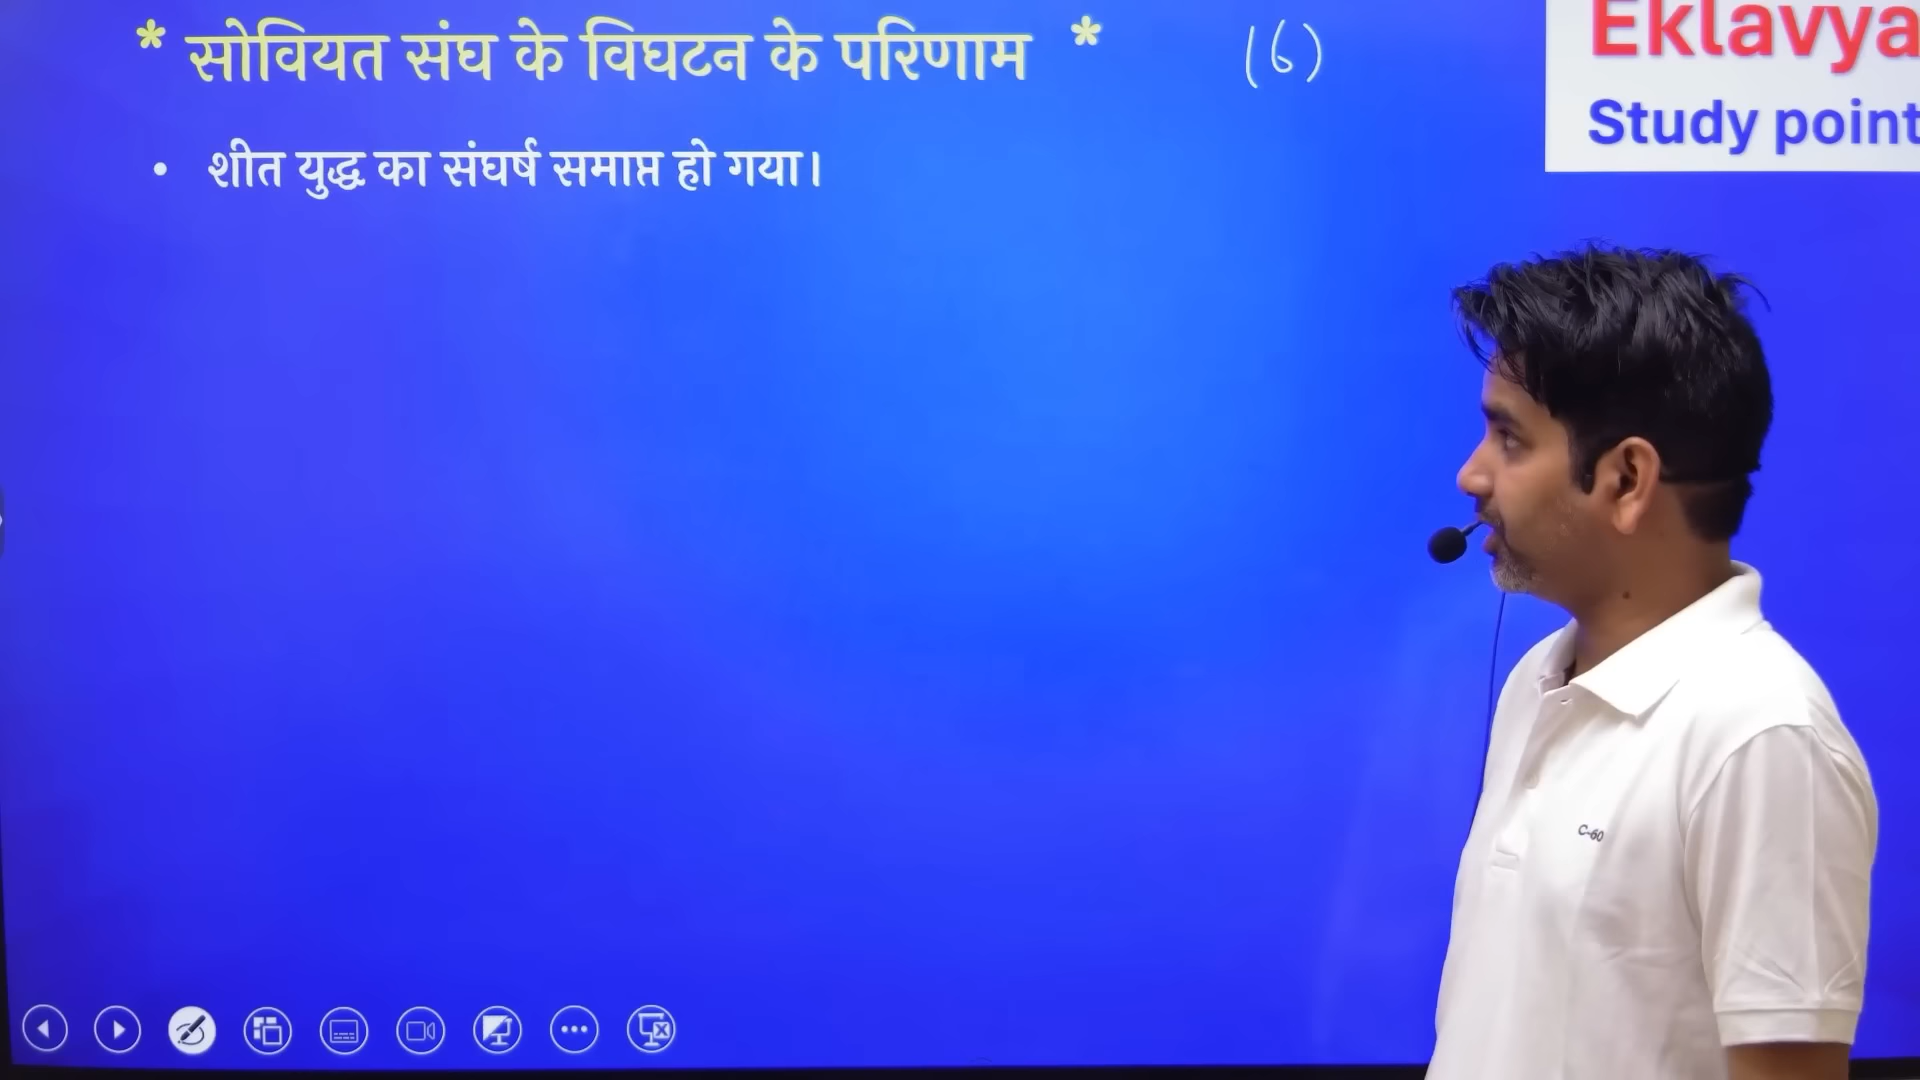 * सोवियत संघ के विघटन के परिणाम * (6)
Eklavya
Study point
• शीत युद्ध का संघर्ष समाप्त हो गया।
C-60